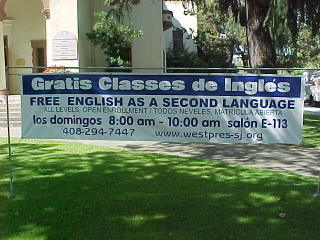 Gratis Classes de Inglés
FREE ENGLISH AS A SECOND LANGUAGE
ALL LEVELS, OPEN ENROLLMENT / TODOS NEVELES, MATRICULA ABIERTA
los domingos 8:00 am - 10:00 am salón E-113
408-294-7447 www.westpres-sj.org